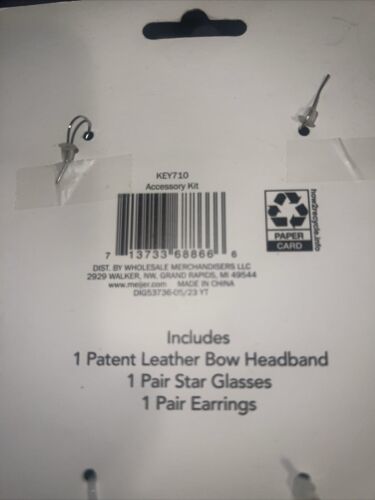 KEY710
Accessory Kit
7 13733 68866 6
how2recycle.info
PAPER
CARD
DIST. BY WHOLESALE MERCHANDISERS LLC
2929 WALKER, NW, GRAND RAPIDS, MI 49544
www.meijer.com MADE IN CHINA
DIG53736-05/23 YT
Includes
1 Patent Leather Bow Headband
1 Pair Star Glasses
1 Pair Earrings